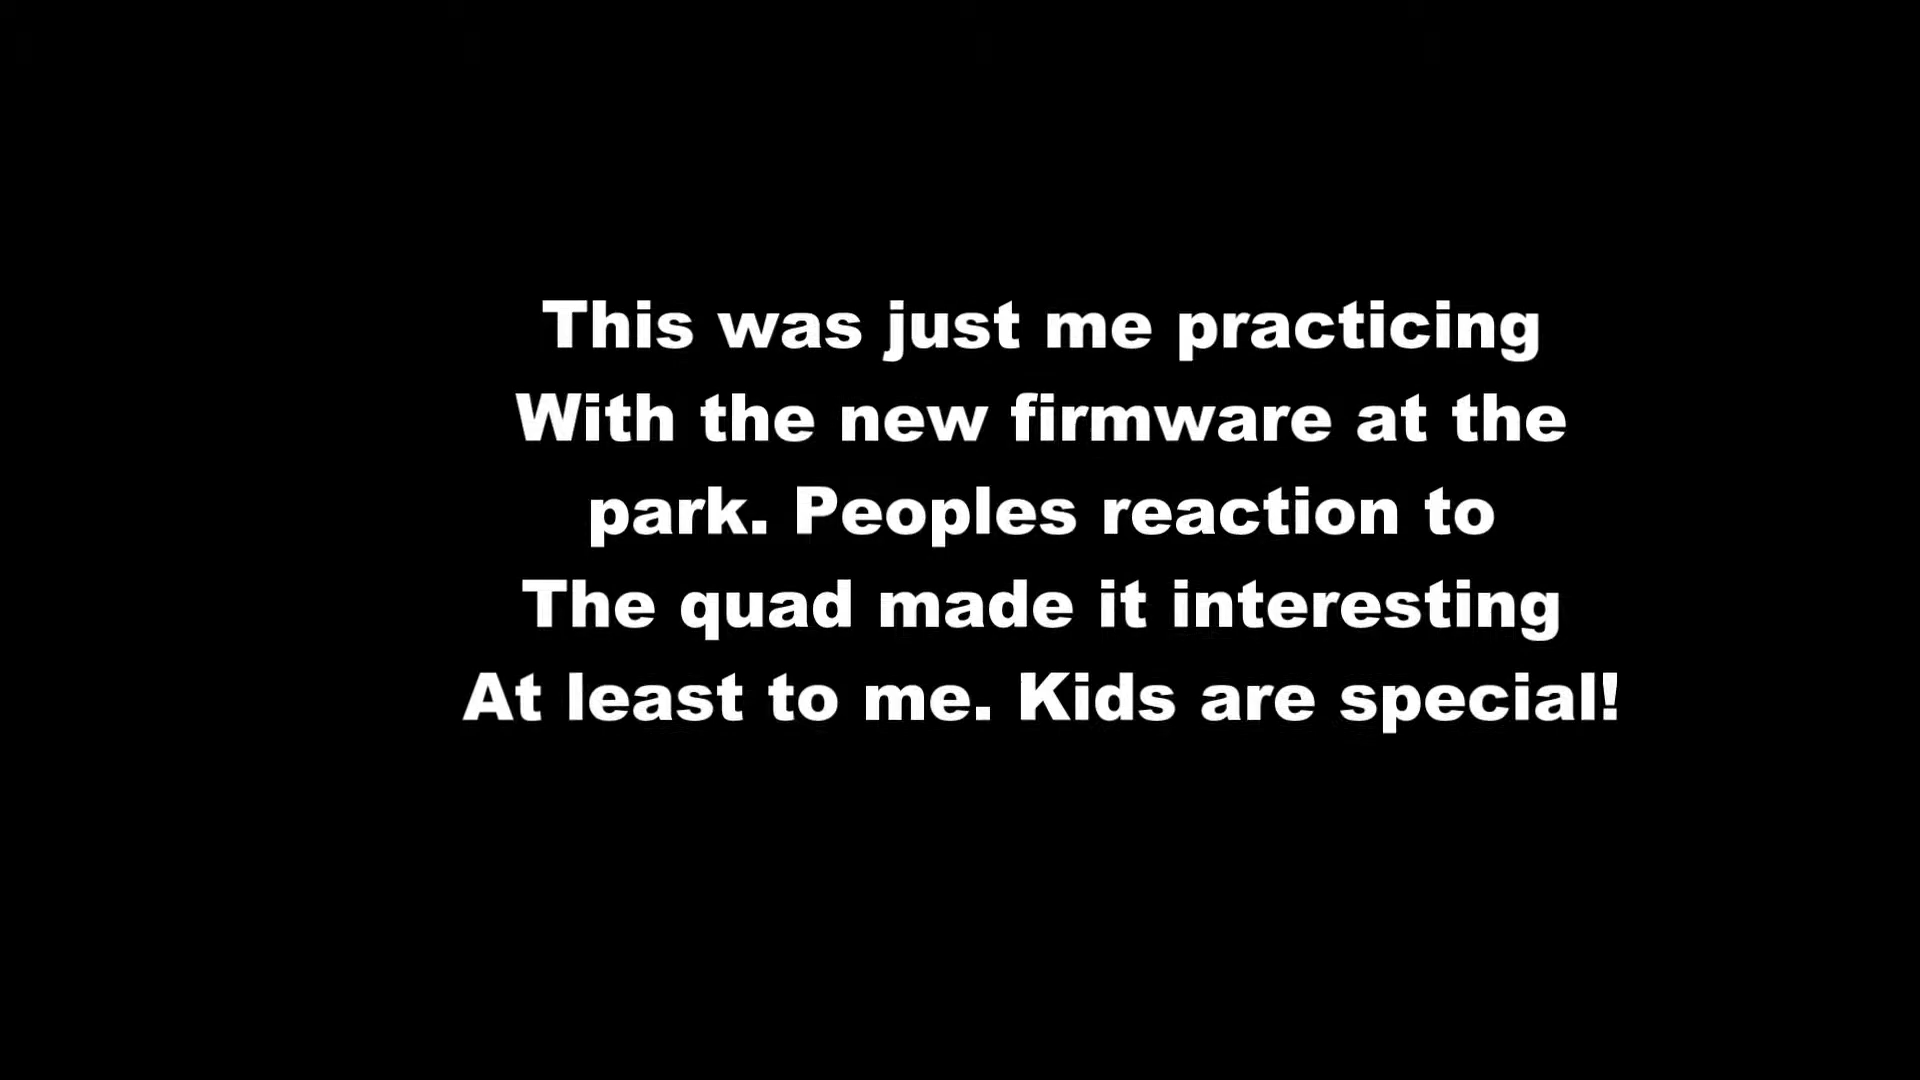 This was just me practicing
With the new firmware at the
park. Peoples reaction to
The quad made it interesting
At least to me. Kids are special!